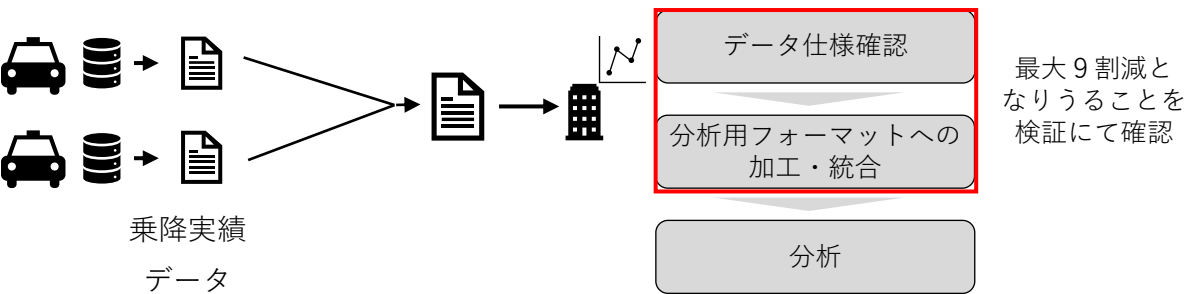 データ仕様確認
最大9割減と
なりうることを
検証にて確認
分析用フォーマットへの
加工・統合
乗降実績
データ
分析